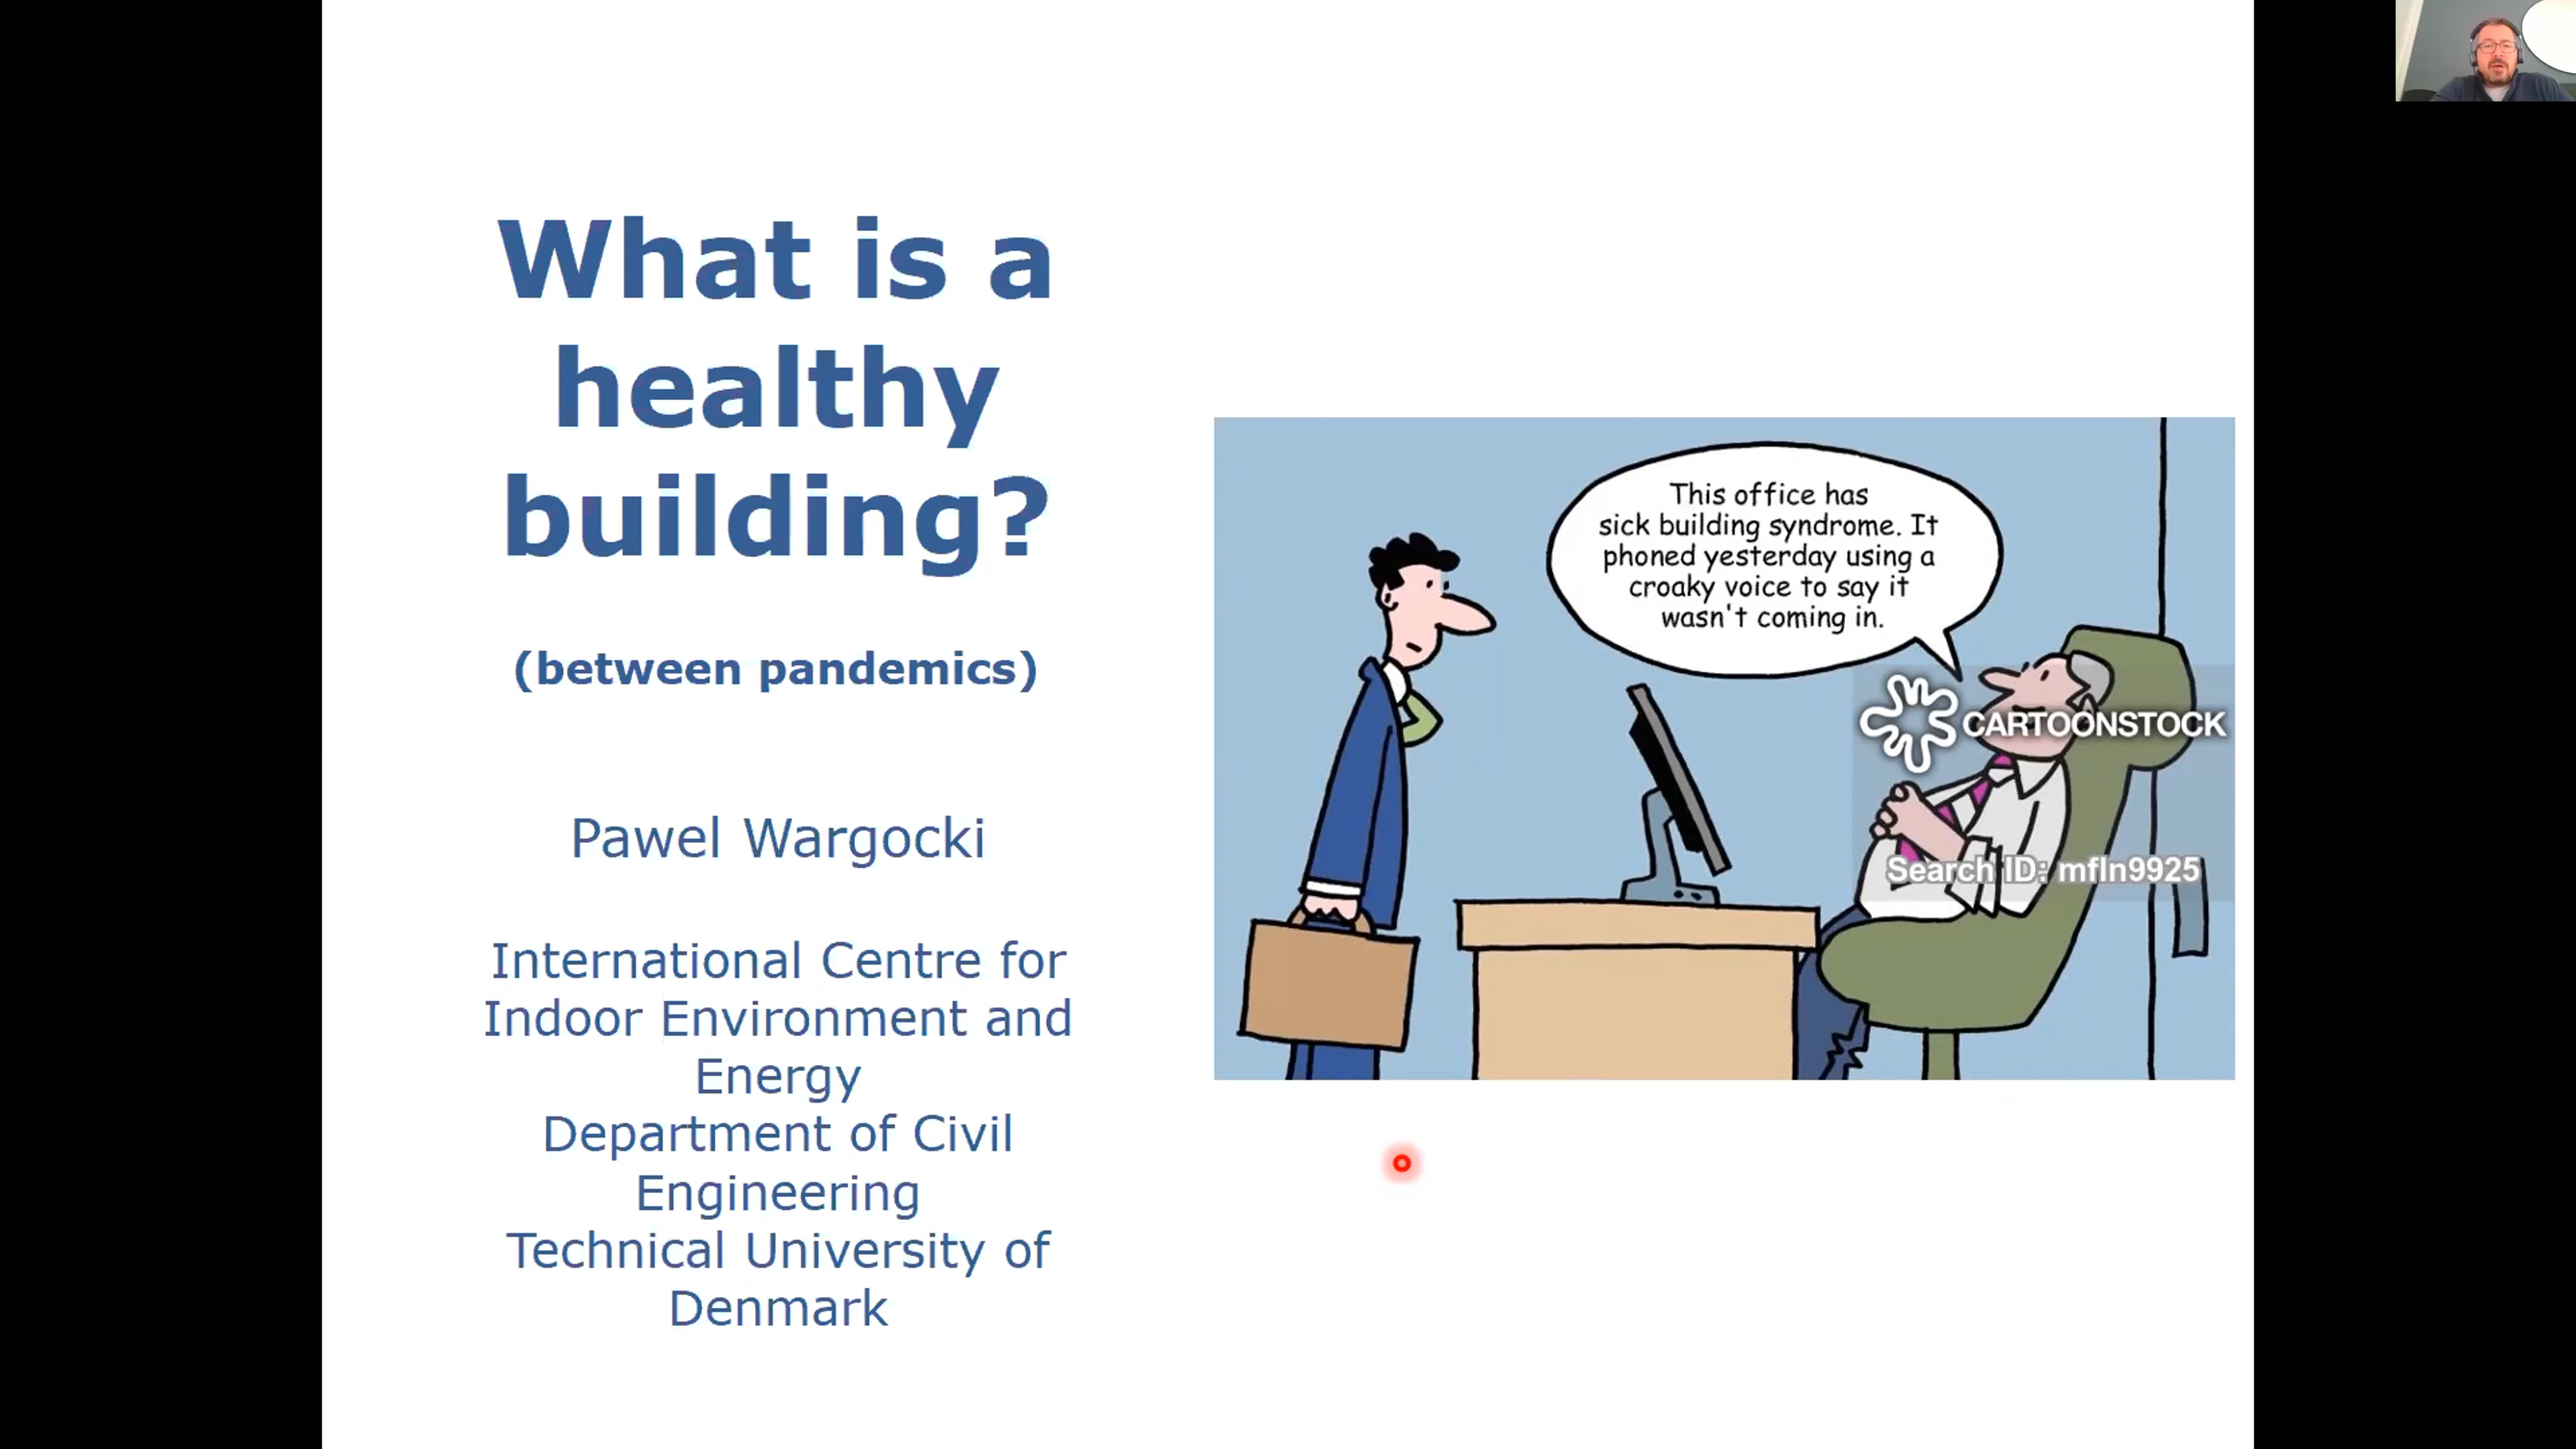 What is a
healthy
building?
(between pandemics)
Pawel Wargocki
International Centre for
Indoor Environment and
Energy
Department of Civil
Engineering
Technical University of
Denmark
This office has
sick building syndrome. It
phoned yesterday using a
croaky voice to say it
wasn't coming in.
CARTOONSTOCK
Search ID: mfln9925